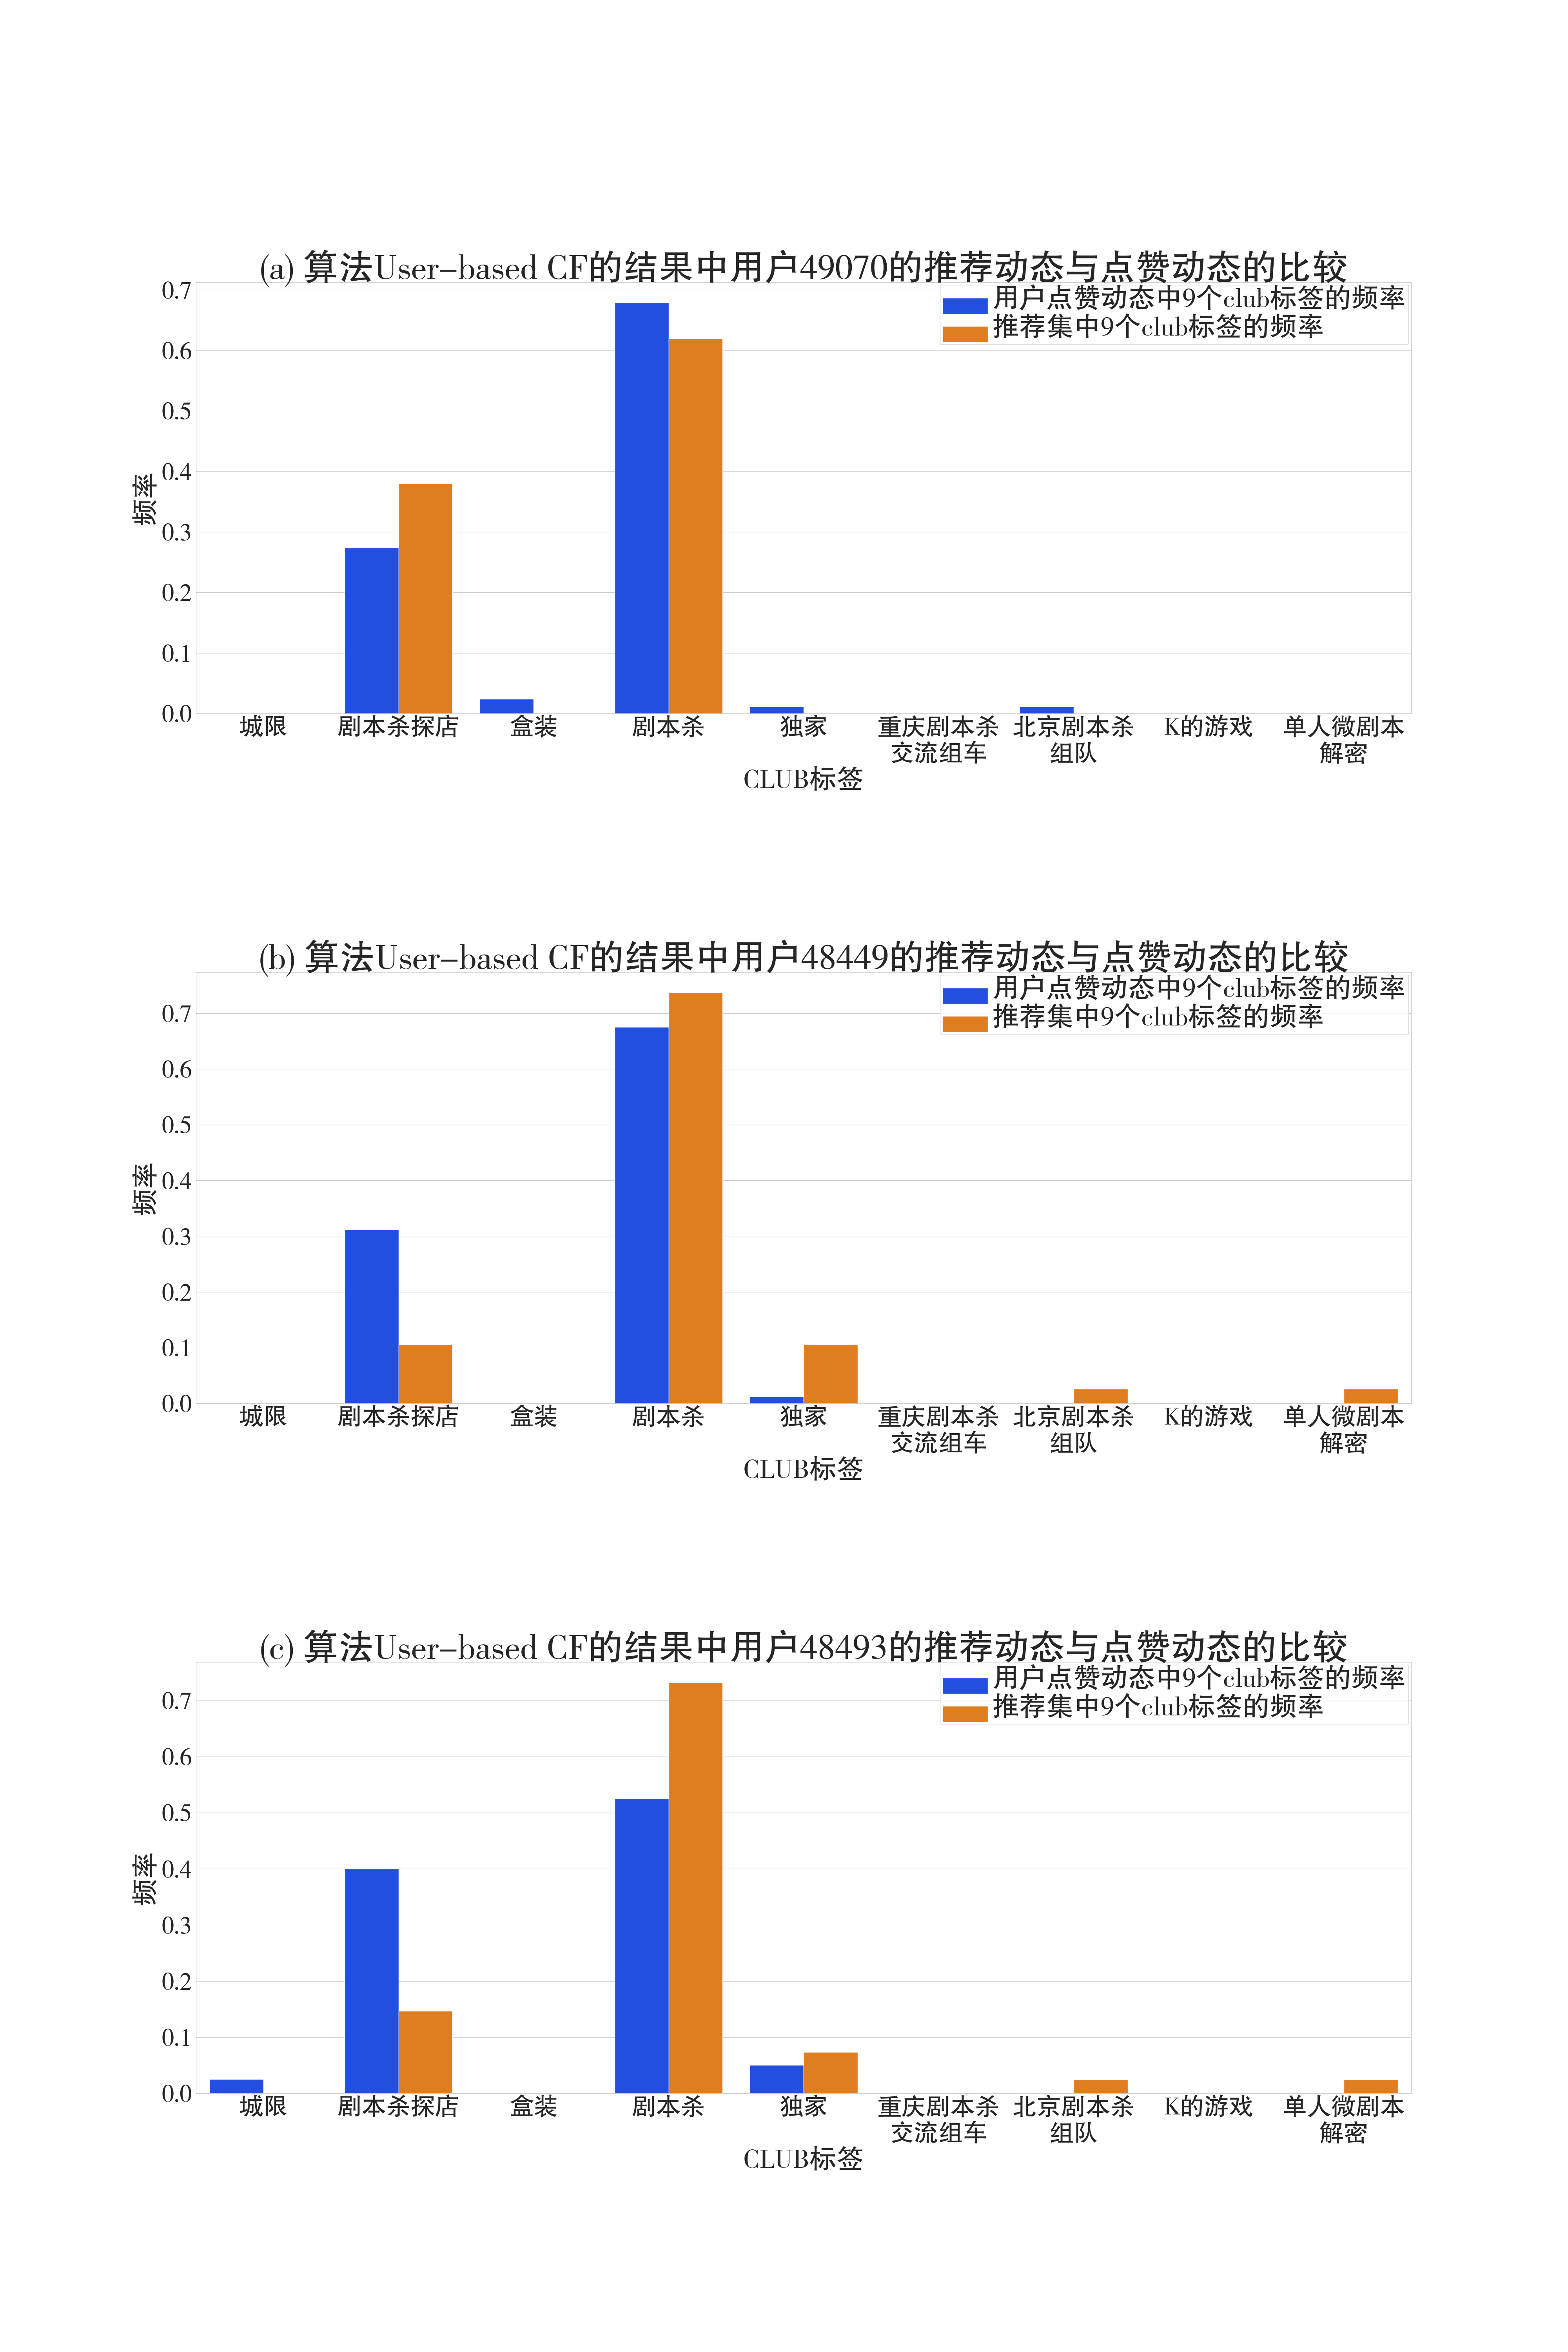 (a) 算法User–based CF的结果中用户49070的推荐动态与点赞动态的比较
用户点赞动态中9个club标签的频率
推荐集中9个club标签的频率
0.7
0.6
0.5
0.4
0.3
0.2
0.1
0.0
频率
城限 剧本杀探店 盒装 剧本杀 独家 重庆剧本杀 北京剧本杀 K的游戏 单人微剧本
交流组车 组队 解密
CLUB标签
(b) 算法User–based CF的结果中用户48449的推荐动态与点赞动态的比较
用户点赞动态中9个club标签的频率
推荐集中9个club标签的频率
0.7
0.6
0.5
0.4
0.3
0.2
0.1
0.0
频率
城限 剧本杀探店 盒装 剧本杀 独家 重庆剧本杀 北京剧本杀 K的游戏 单人微剧本
交流组车 组队 解密
CLUB标签
(c) 算法User–based CF的结果中用户48493的推荐动态与点赞动态的比较
用户点赞动态中9个club标签的频率
推荐集中9个club标签的频率
0.7
0.6
0.5
0.4
0.3
0.2
0.1
0.0
频率
城限 剧本杀探店 盒装 剧本杀 独家 重庆剧本杀 北京剧本杀 K的游戏 单人微剧本
交流组车 组队 解密
CLUB标签